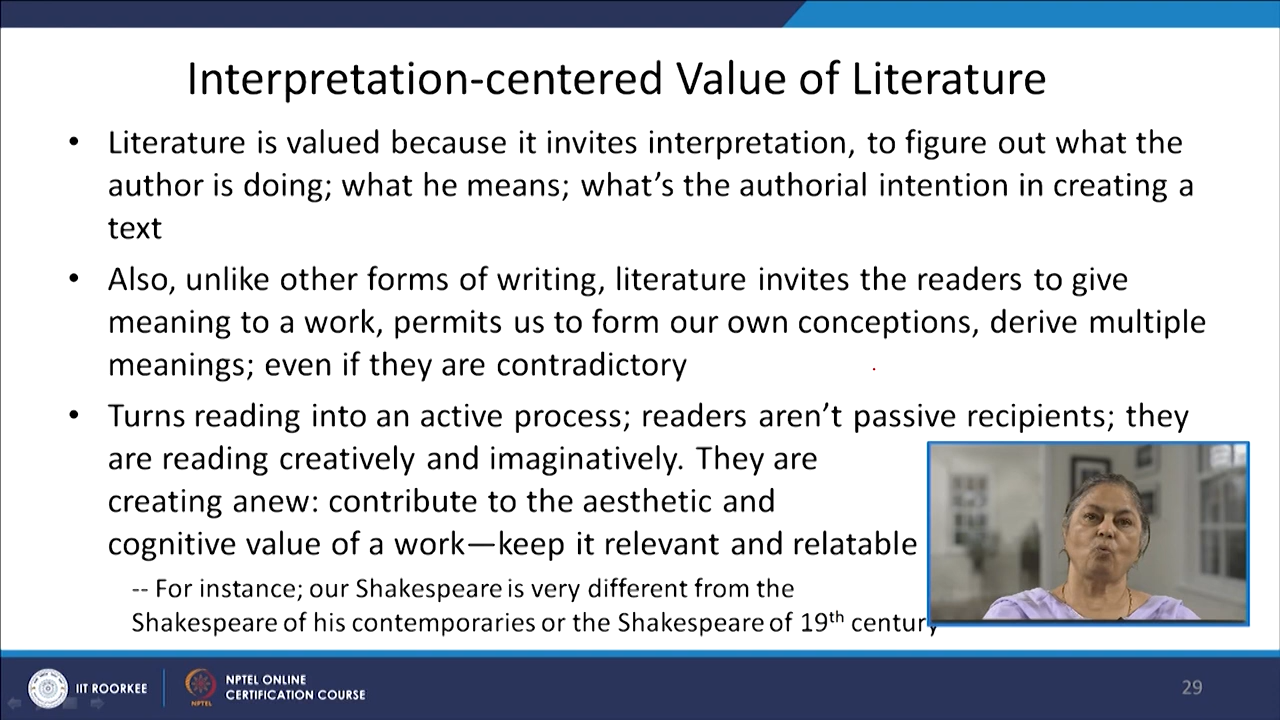 Interpretation-centered Value of Literature
• Literature is valued because it invites interpretation, to figure out what the
author is doing; what he means; what’s the authorial intention in creating a
text
• Also, unlike other forms of writing, literature invites the readers to give
meaning to a work, permits us to form our own conceptions, derive multiple
meanings; even if they are contradictory
• Turns reading into an active process; readers aren’t passive recipients; they
are reading creatively and imaginatively. They are
creating anew: contribute to the aesthetic and
cognitive value of a work—keep it relevant and relatable
-- For instance; our Shakespeare is very different from the
Shakespeare of his contemporaries or the Shakespeare of 19th century
IIT ROORKEE
NPTEL
NPTEL ONLINE
CERTIFICATION COURSE
29